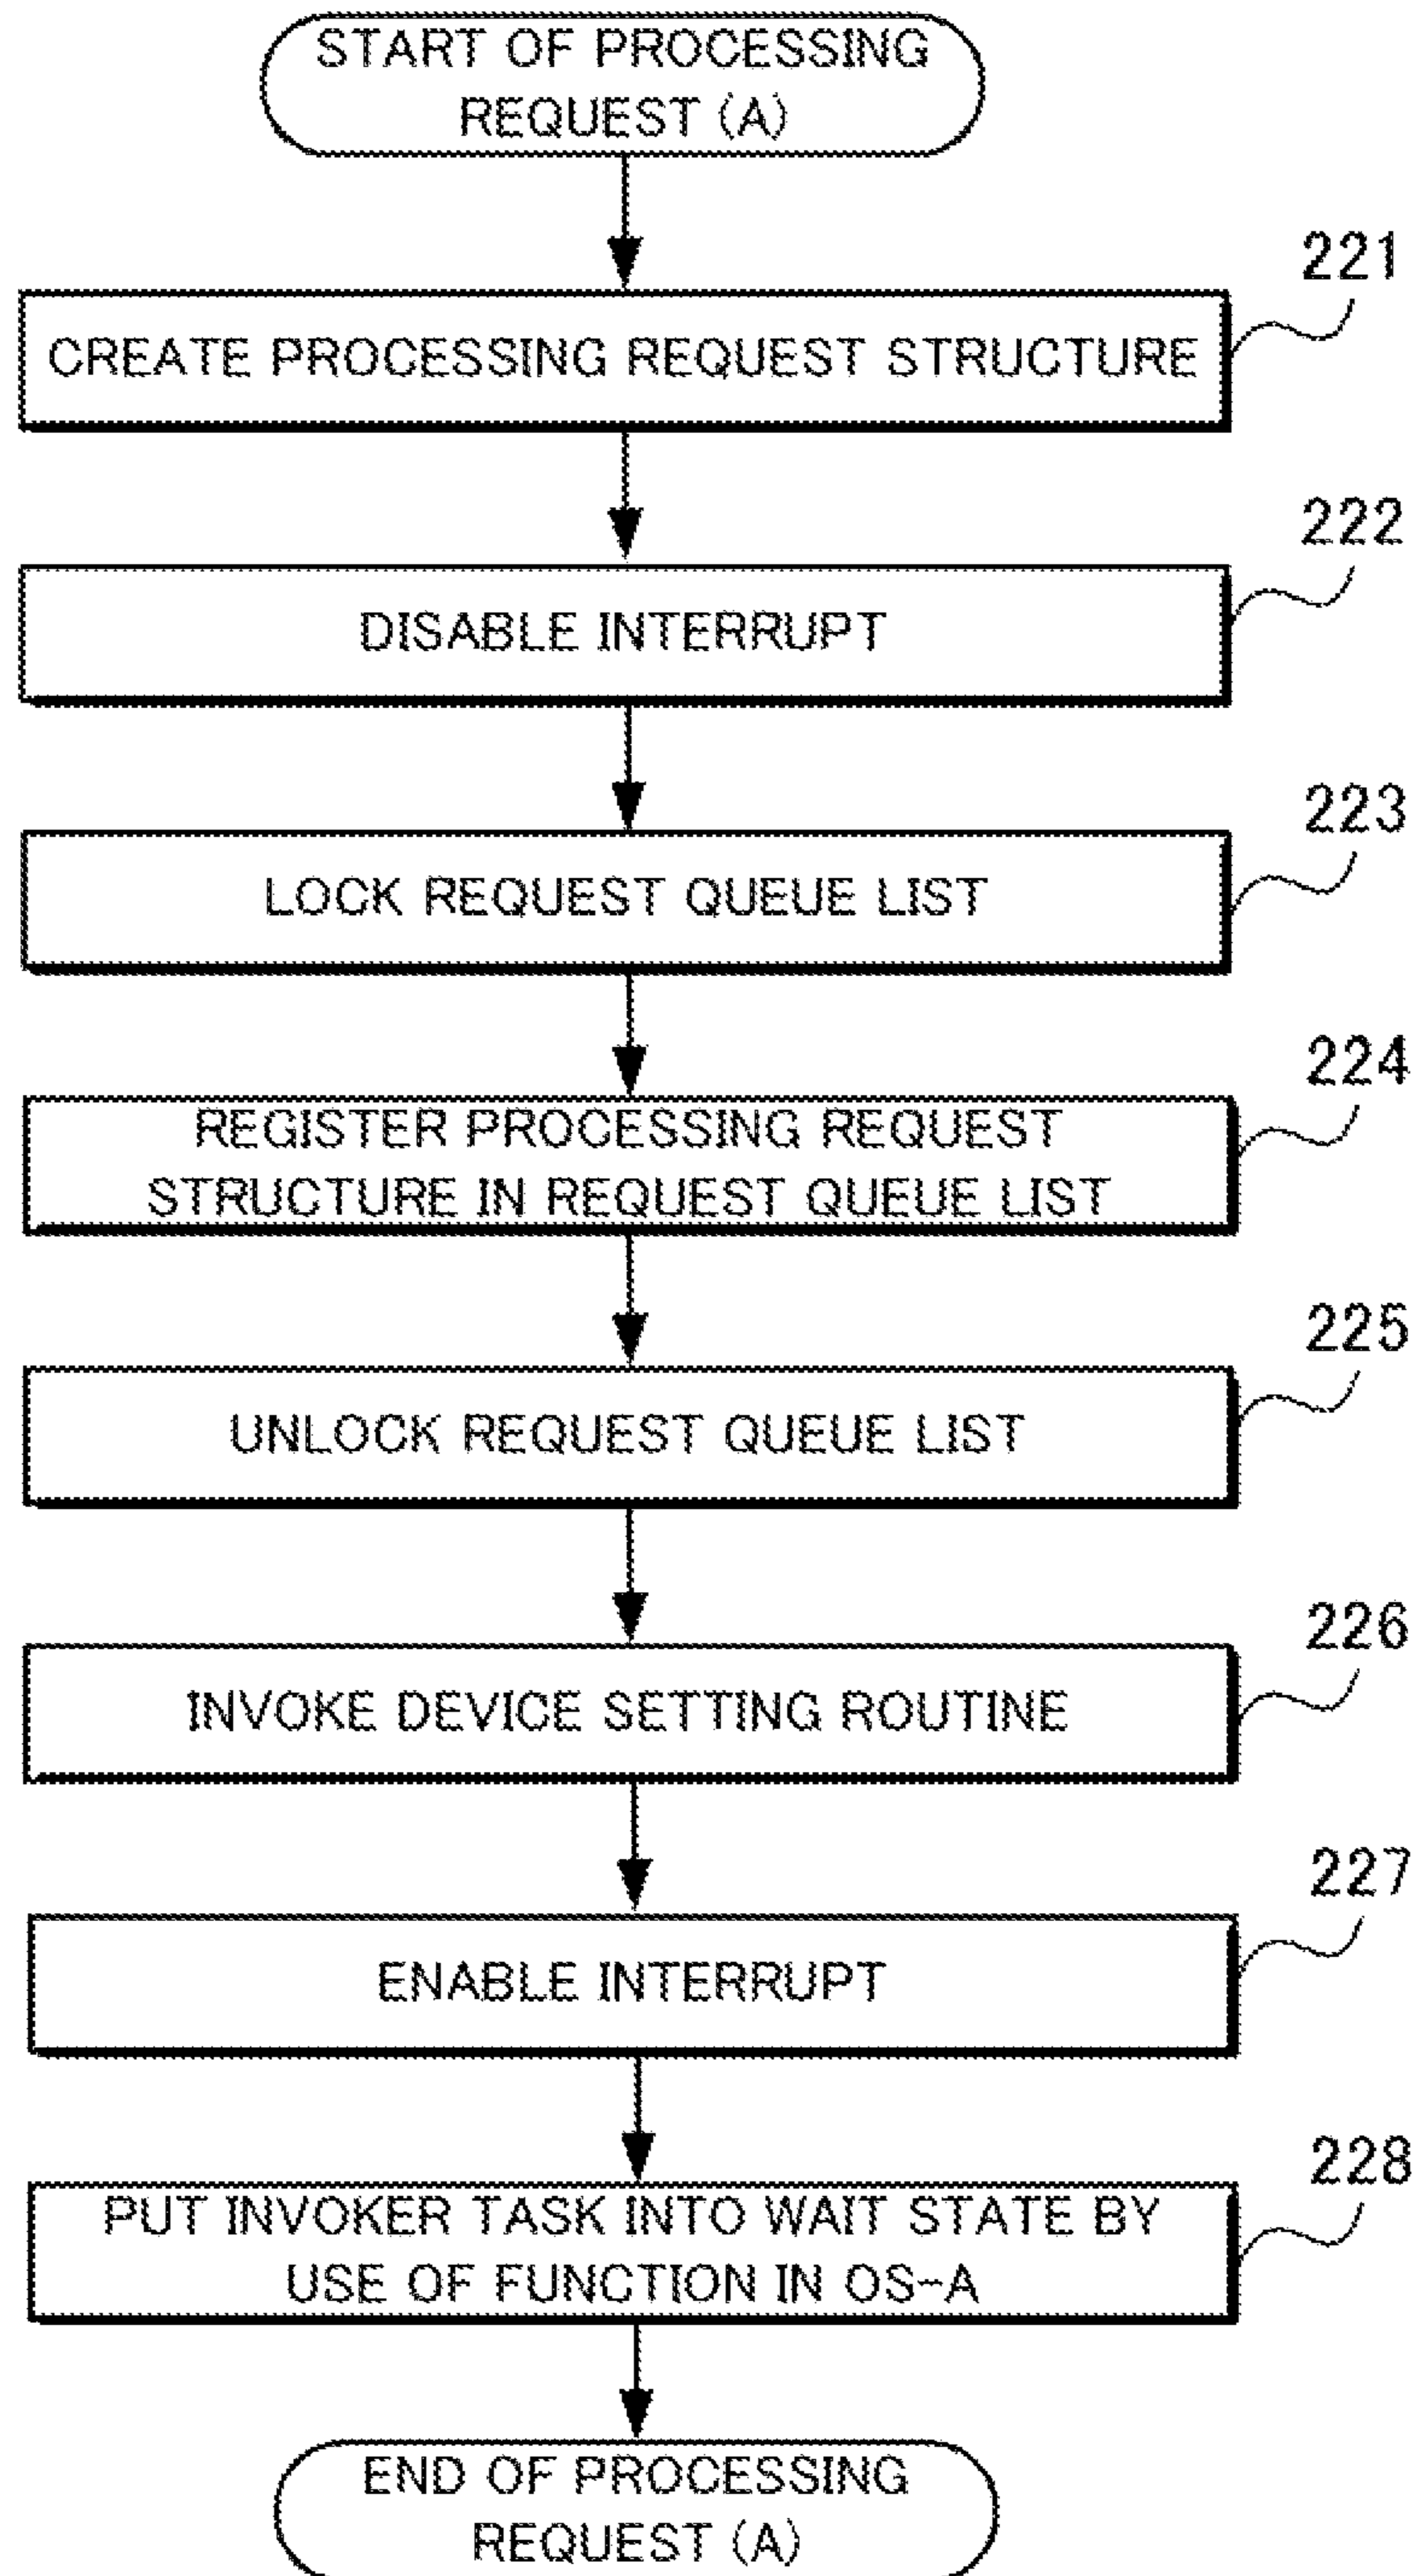 START OF PROCESSING
REQUEST (A)
221
CREATE PROCESSING REQUEST STRUCTURE
222
DISABLE INTERRUPT
223
LOCK REQUEST QUEUE LIST
224
REGISTER PROCESSING REQUEST
STRUCTURE IN REQUEST QUEUE LIST
225
UNLOCK REQUEST QUEUE LIST
226
INVOKE DEVICE SETTING ROUTINE
227
ENABLE INTERRUPT
228
PUT INVOKER TASK INTO WAIT STATE BY
USE OF FUNCTION IN OS-A
END OF PROCESSING
REQUEST (A)